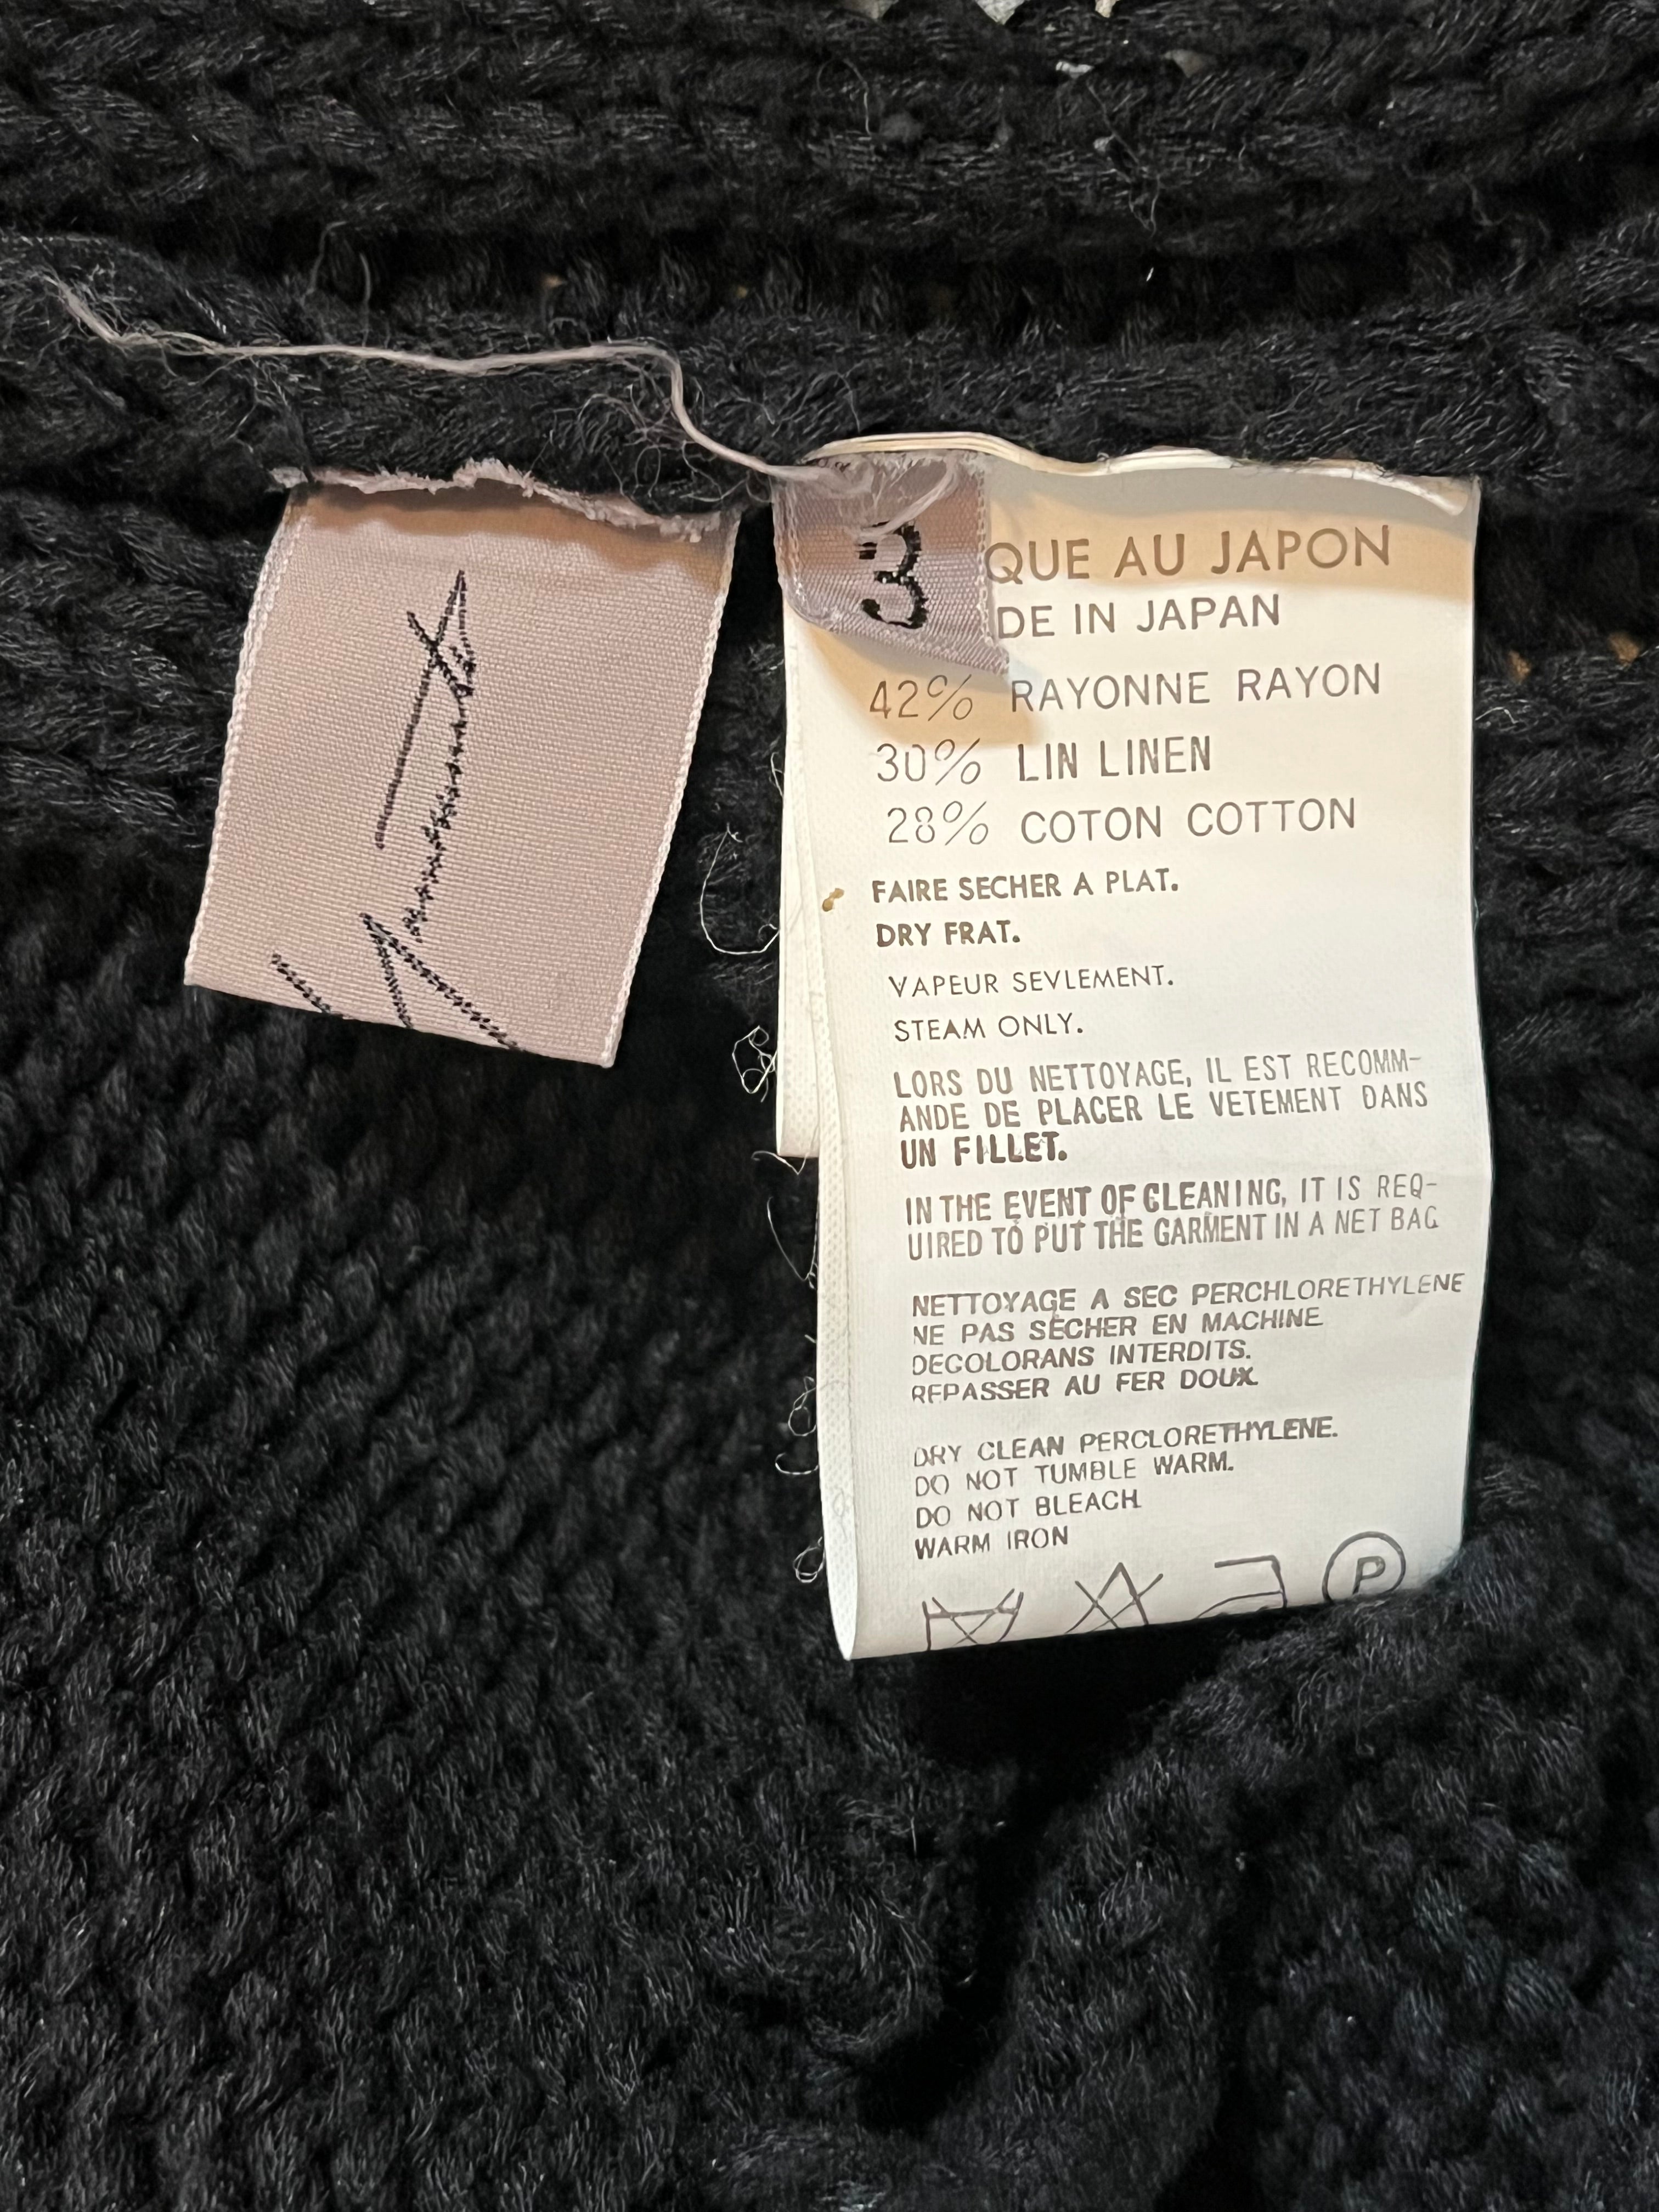 3
QUE AU JAPON
DE IN JAPAN
42% RAYONNE RAYON
30% LIN LINEN
28% COTON COTTON
FAIRE SECHER A PLAT.
DRY FRAT.
VAPEUR SEVLEMENT.
STEAM ONLY.
LORS DU NETTOYAGE, IL EST RECOMM-
ANDE DE PLACER LE VETEMENT DANS
UN FILLET.
IN THE EVENT OF CLEANING, IT IS REQ-
UIRED TO PUT THE GARMENT IN A NET BAG
NETTOYAGE A SEC PERCHLORETHYLENE
NE PAS SECHER EN MACHINE
DECOLORANS INTERDITS.
REPASSER AU FER DOUX.
DRY CLEAN PERCLORETHYLENE.
DO NOT TUMBLE WARM.
DO NOT BLEACH
WARM IRON
P